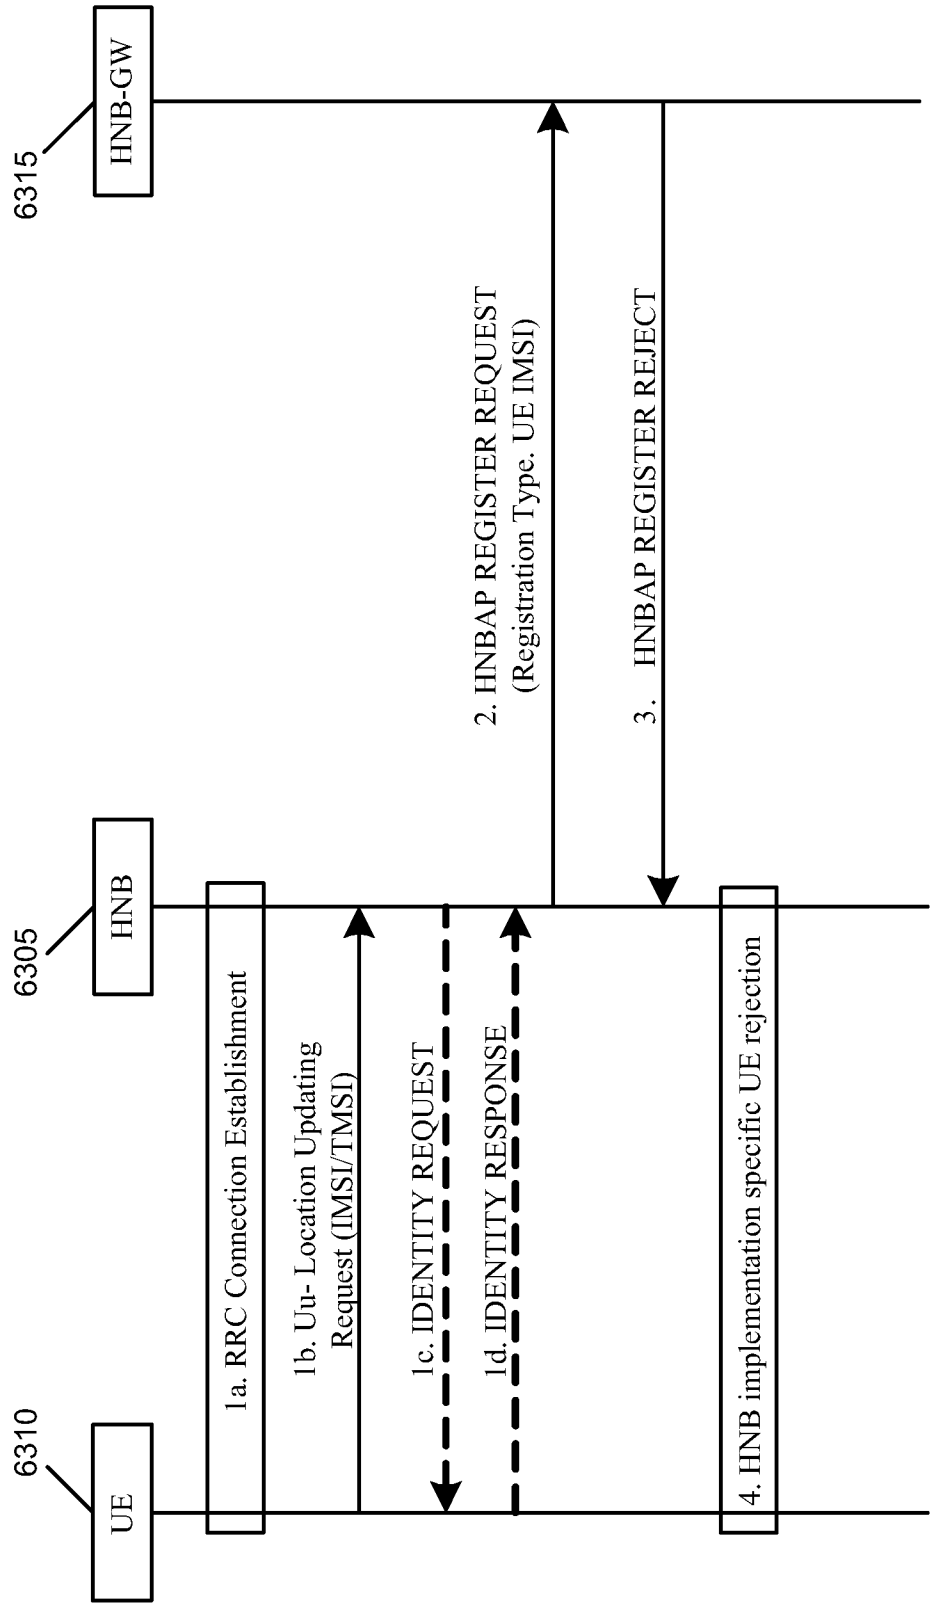 6310
6305
6315
UE
HNB
HNB-GW
1a. RRC Connection Establishment
1b. Uu- Location Updating
Request (IMSI/TMSI)
1c. IDENTITY REQUEST
1d. IDENTITY RESPONSE
2. HNBAP REGISTER REQUEST
(Registration Type. UE IMSI)
3. HNBAP REGISTER REJECT
4. HNB implementation specific UE rejection